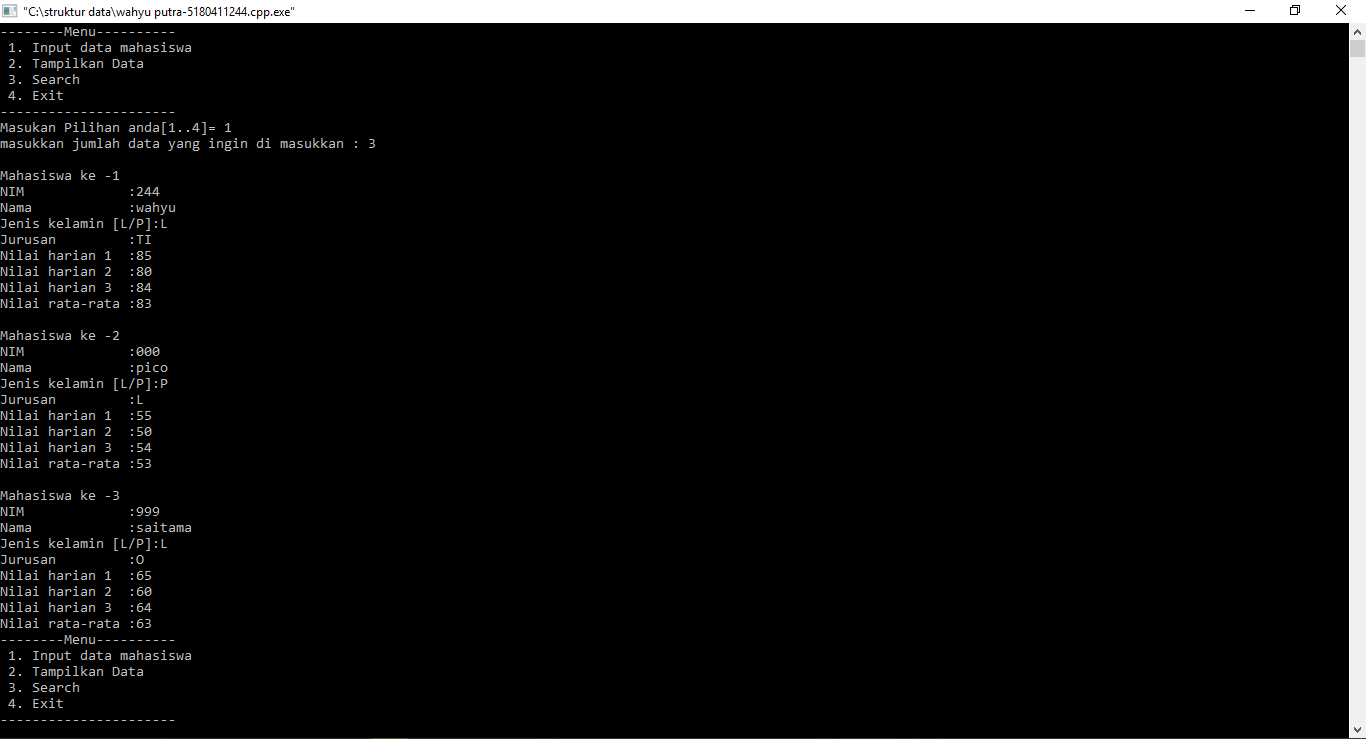 "C:\struktur data\wahyu putra-5180411244.cpp.exe"
--------Menu----------
1. Input data mahasiswa
2. Tampilkan Data
3. Search
4. Exit
----------------------
Masukan Pilihan anda[1..4]= 1
masukkan jumlah data yang ingin di masukkan : 3
Mahasiswa ke -1
NIM             :244
Nama            :wahyu
Jenis kelamin [L/P]:L
Jurusan         :TI
Nilai harian 1  :85
Nilai harian 2  :80
Nilai harian 3  :84
Nilai rata-rata :83
Mahasiswa ke -2
NIM             :000
Nama            :pico
Jenis kelamin [L/P]:P
Jurusan         :L
Nilai harian 1  :55
Nilai harian 2  :50
Nilai harian 3  :54
Nilai rata-rata :53
Mahasiswa ke -3
NIM             :999
Nama            :saitama
Jenis kelamin [L/P]:L
Jurusan         :O
Nilai harian 1  :65
Nilai harian 2  :60
Nilai harian 3  :64
Nilai rata-rata :63
--------Menu----------
1. Input data mahasiswa
2. Tampilkan Data
3. Search
4. Exit
----------------------